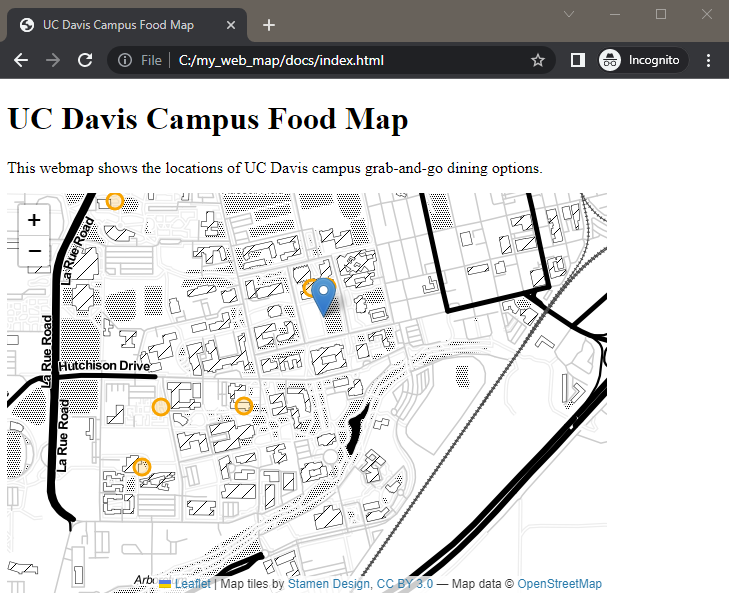 UC Davis Campus Food Map
File | C:/my_web_map/docs/index.html
Incognito
UC Davis Campus Food Map
This webmap shows the locations of UC Davis campus grab-and-go dining options.
+
−
La Rue Road
La Rue Road
Hutchison Drive
La Rue Road
Arbo
Leaflet | Map tiles by Stamen Design, CC BY 3.0 — Map data © OpenStreetMap